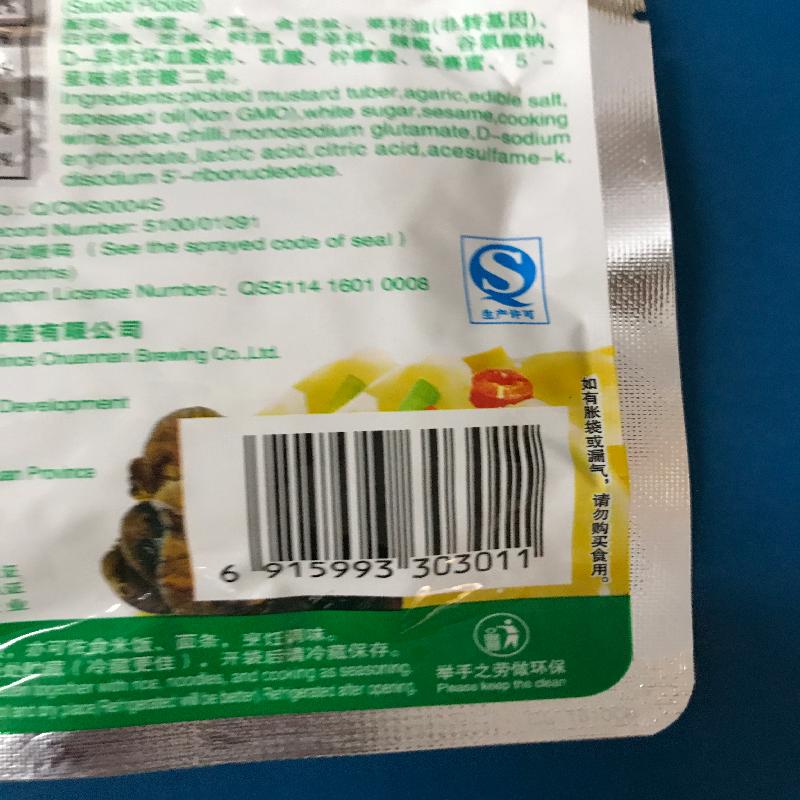 (Sauced Pickles)
配料：榨菜、木耳、食用盐、菜籽油(非转基因)、
白砂糖、芝麻、料酒、香辛料、辣椒、谷氨酸钠、
D-异抗坏血酸钠、乳酸、柠檬酸、安赛蜜、5'-
呈味核苷酸二钠.
Ingredients:pickled mustard tuber,agaric,edible salt,
rapeseed oil(Non GMO),white sugar,sesame,cooking
wine,spice,chilli,monosodium glutamate,D-sodium
erythorbate,lactic acid,citric acid,acesulfame-k,
disodium 5'-ribonucleotide.
Q/CNS0004S
Number: 5100/01091
( See the sprayed code of seal )
months)
ction License Number: QS5114 1601 0008
生产许可
有限公司
nce Chuannan Brewing Co.,Ltd.
Development
Province
如有胀袋或漏气，请勿购买食用。
6 915993 303011
亦可佐食米饭、面条、烹饪调味。
(冷藏更佳)，开袋后请冷藏保存。
together with rice, noodles, and cooking as seasoning.
dry place.Refrigerated will be better. Refrigerated after opening.
举手之劳做环保
Please keep the clean